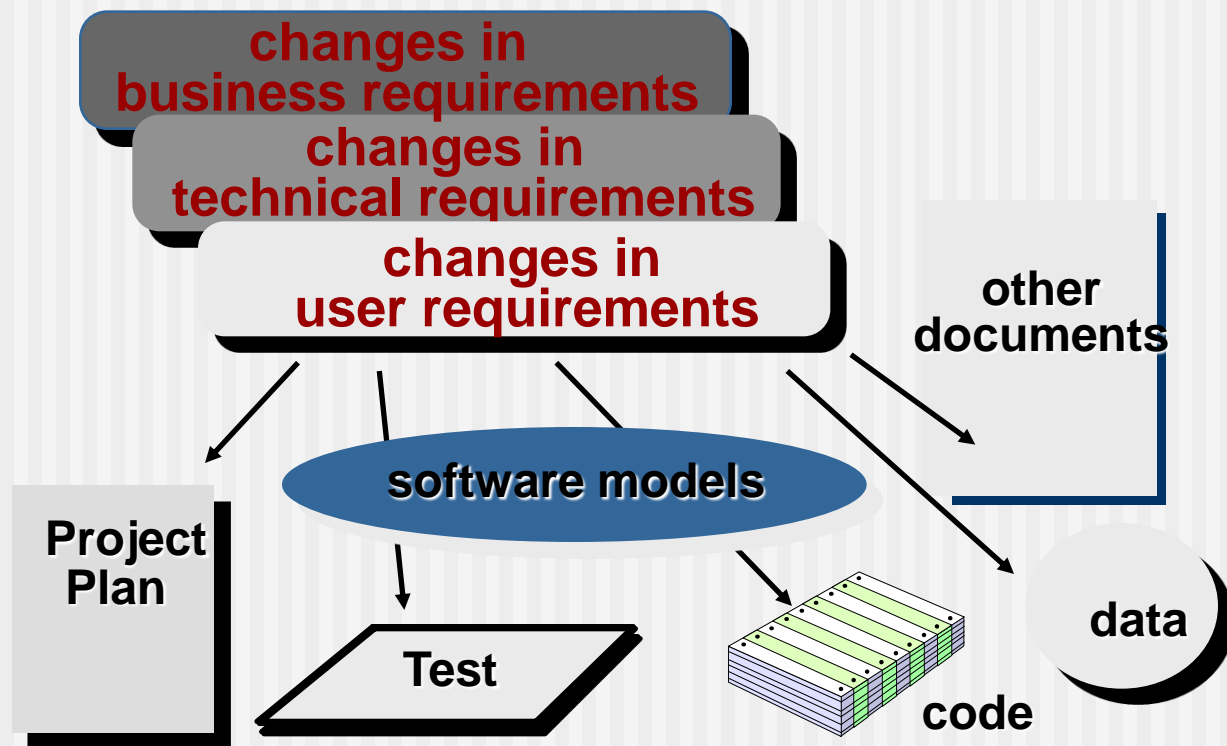 changes in
business requirements
changes in
technical requirements
changes in
user requirements
other
documents
software models
Project
Plan
Test
data
code